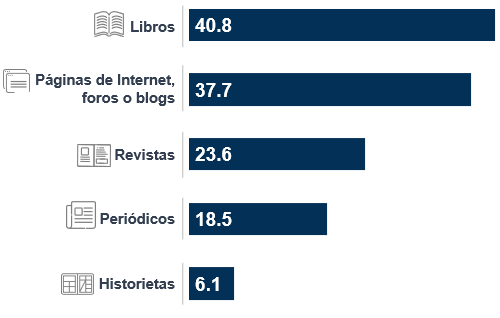 Libros 40.8
Páginas de Internet,
foros o blogs 37.7
Revistas 23.6
Periódicos 18.5
Historietas 6.1